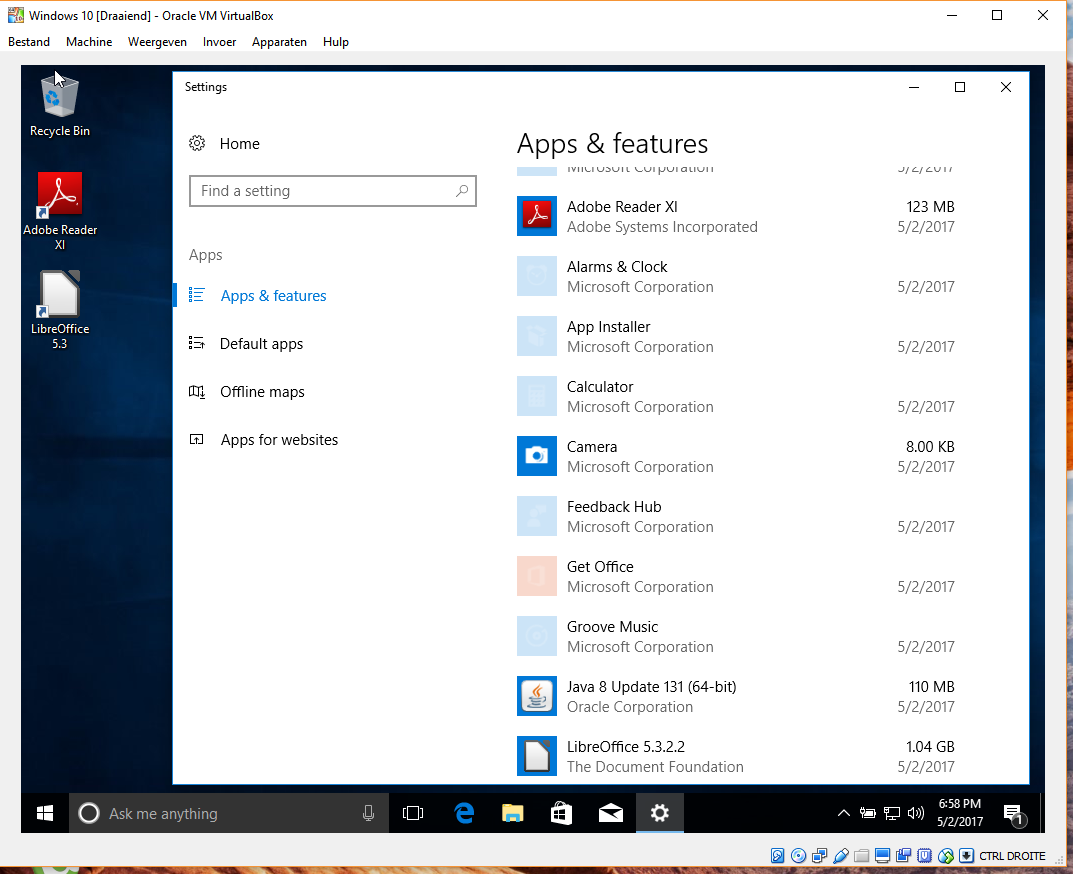 Windows 10 [Draaiend] - Oracle VM VirtualBox
Bestand Machine Weergeven Invoer Apparaten Hulp
Recycle Bin
Adobe Reader
XI
LibreOffice
5.3
Settings
Home
Find a setting
Apps
Apps & features
Default apps
Offline maps
Apps for websites
Apps & features
Microsoft Corporation 5/2/2017
Adobe Reader XI 123 MB
Adobe Systems Incorporated 5/2/2017
Alarms & Clock
Microsoft Corporation 5/2/2017
App Installer
Microsoft Corporation 5/2/2017
Calculator
Microsoft Corporation 5/2/2017
Camera 8.00 KB
Microsoft Corporation 5/2/2017
Feedback Hub
Microsoft Corporation 5/2/2017
Get Office
Microsoft Corporation 5/2/2017
Groove Music
Microsoft Corporation 5/2/2017
Java 8 Update 131 (64-bit) 110 MB
Oracle Corporation 5/2/2017
LibreOffice 5.3.2.2 1.04 GB
The Document Foundation 5/2/2017
Ask me anything
6:58 PM
5/2/2017
1
CTRL DROITE